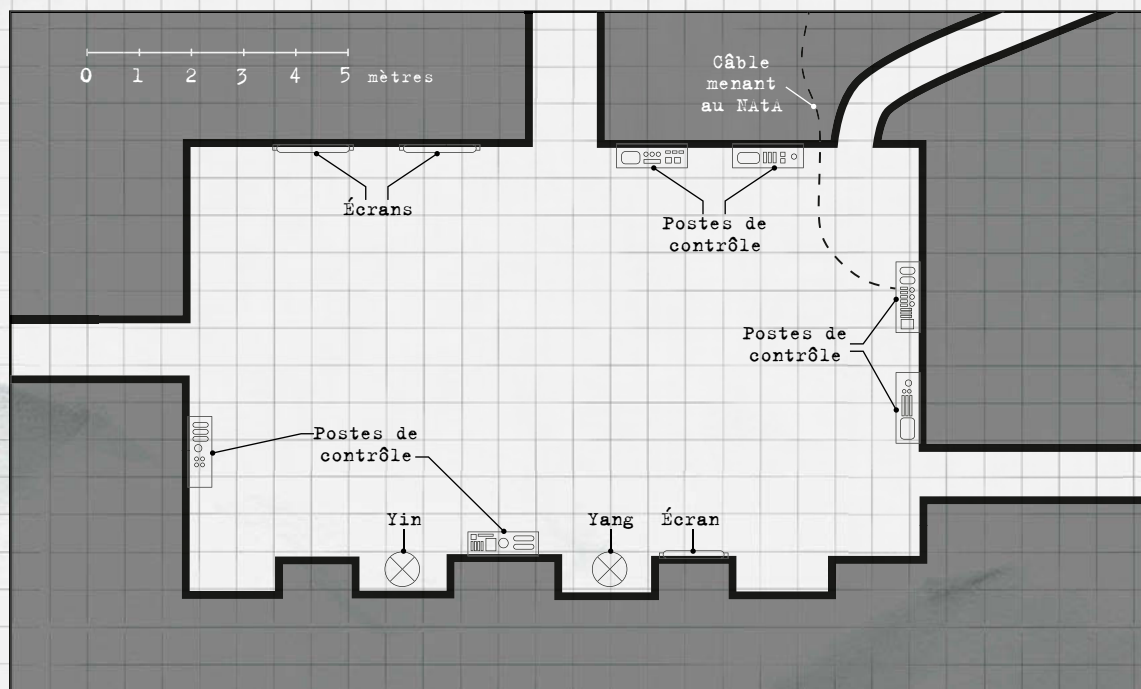 Câble
menant
au NAtA
0 1 2 3 4 5 mètres
Écrans
Postes de
contrôle
Postes de
contrôle
Postes de
contrôle
Yin
Yang
Écran